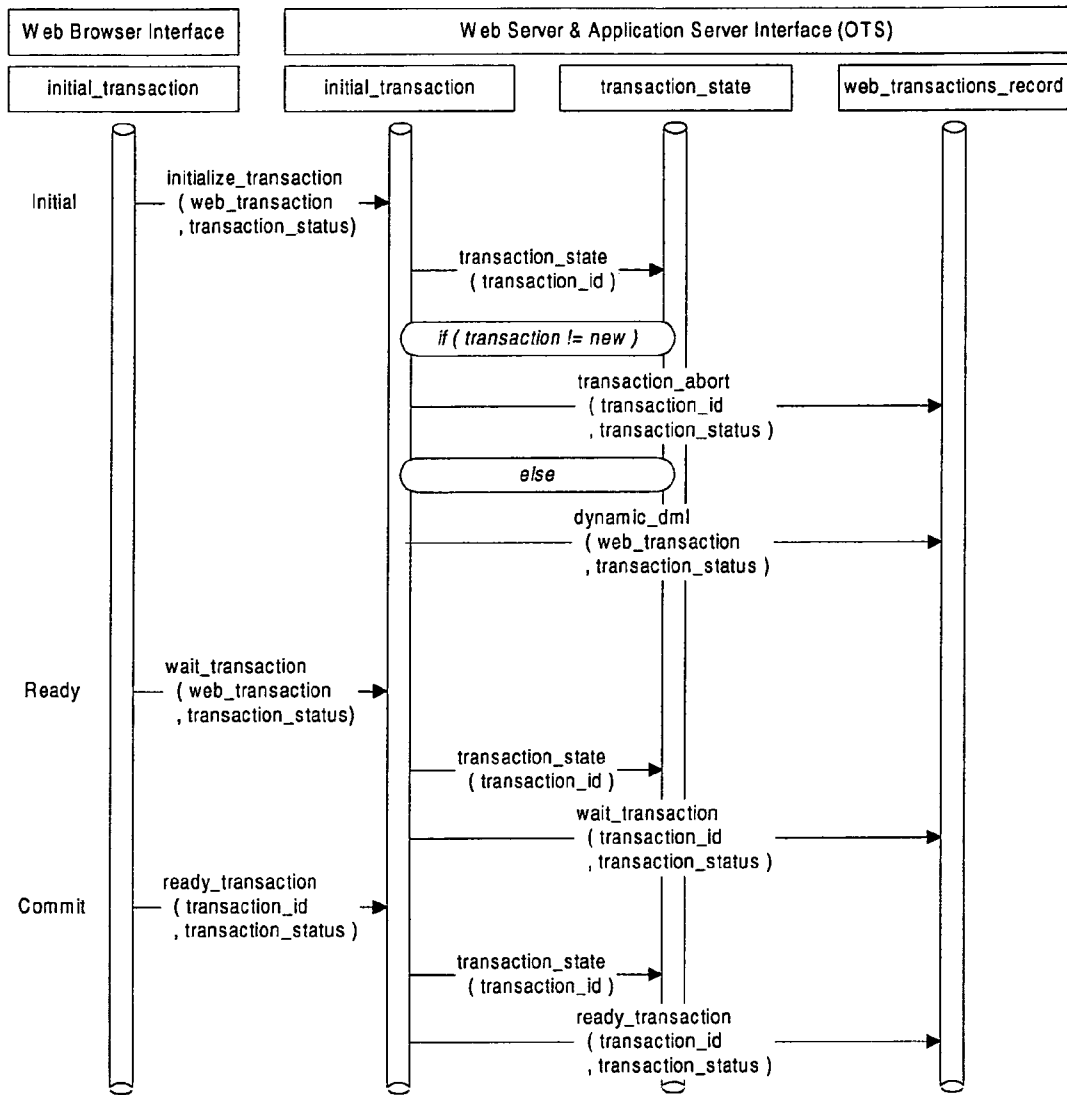 Web Browser Interface
Web Server & Application Server Interface (OTS)
initial_transaction
initial_transaction
transaction_state
web_transactions_record
Initial
initialize_transaction
( web_transaction
, transaction_status)
transaction_state
( transaction_id )
if ( transaction != new )
transaction_abort
( transaction_id
, transaction_status )
else
dynamic_dml
( web_transaction
, transaction_status )
Ready
wait_transaction
( web_transaction
, transaction_status)
transaction_state
( transaction_id )
wait_transaction
( transaction_id
, transaction_status )
Commit
ready_transaction
( transaction_id
, transaction_status )
transaction_state
( transaction_id )
ready_transaction
( transaction_id
, transaction_status )